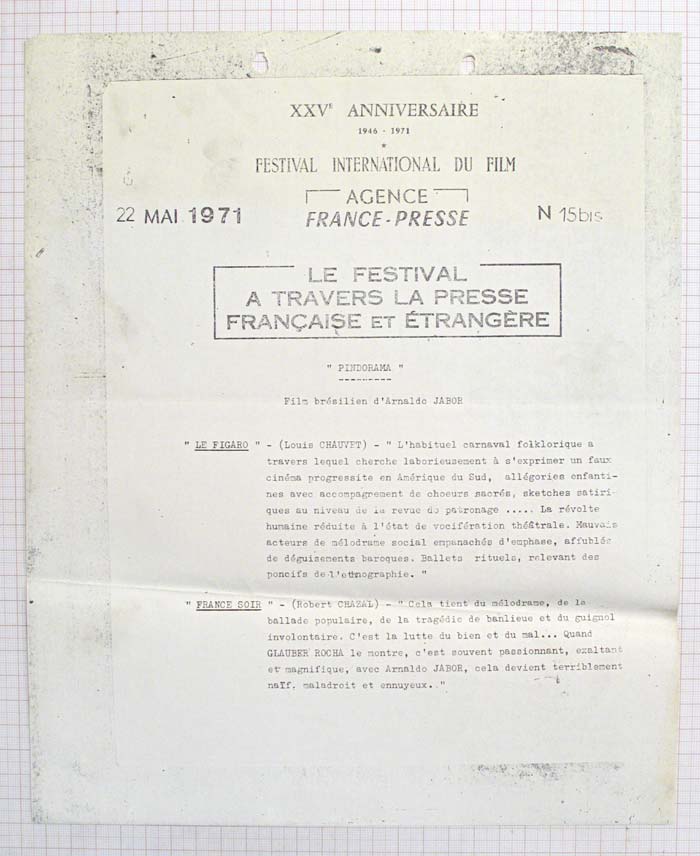 XXVᵉ ANNIVERSAIRE
1946 - 1971
*
FESTIVAL INTERNATIONAL DU FILM
AGENCE
FRANCE-PRESSE
22 MAI 1971
N 15bis
LE FESTIVAL
A TRAVERS LA PRESSE
FRANÇAISE ET ÉTRANGÈRE
" PINDORAMA "
---------
Film brésilien d'Arnaldo JABOR
" LE FIGARO " - (Louis CHAUVET) - " L'habituel carnaval folklorique a
travers lequel cherche laborieusement à s'exprimer un faux
cinéma progressite en Amérique du Sud, allégories enfanti-
nes avec accompagnement de choeurs sacrés, sketches satiri-
ques au niveau de la revue de patronage ..... La révolte
humaine réduite à l'état de vocifération théâtrale. Mauvais
acteurs de mélodrame social empanachés d'emphase, affublés
de déguisements baroques. Ballets rituels, relevant des
poncifs de l'ethnographie. "
" FRANCE SOIR " - (Robert CHAZAL) - " Cela tient du mélodrame, de la
ballade populaire, de la tragédie de banlieue et du guignol
involontaire. C'est la lutte du bien et du mal... Quand
GLAUBER ROCHA le montre, c'est souvent passionnant, exaltant
et magnifique, avec Arnaldo JABOR, cela devient terriblement
naïf, maladroit et ennuyeux.."